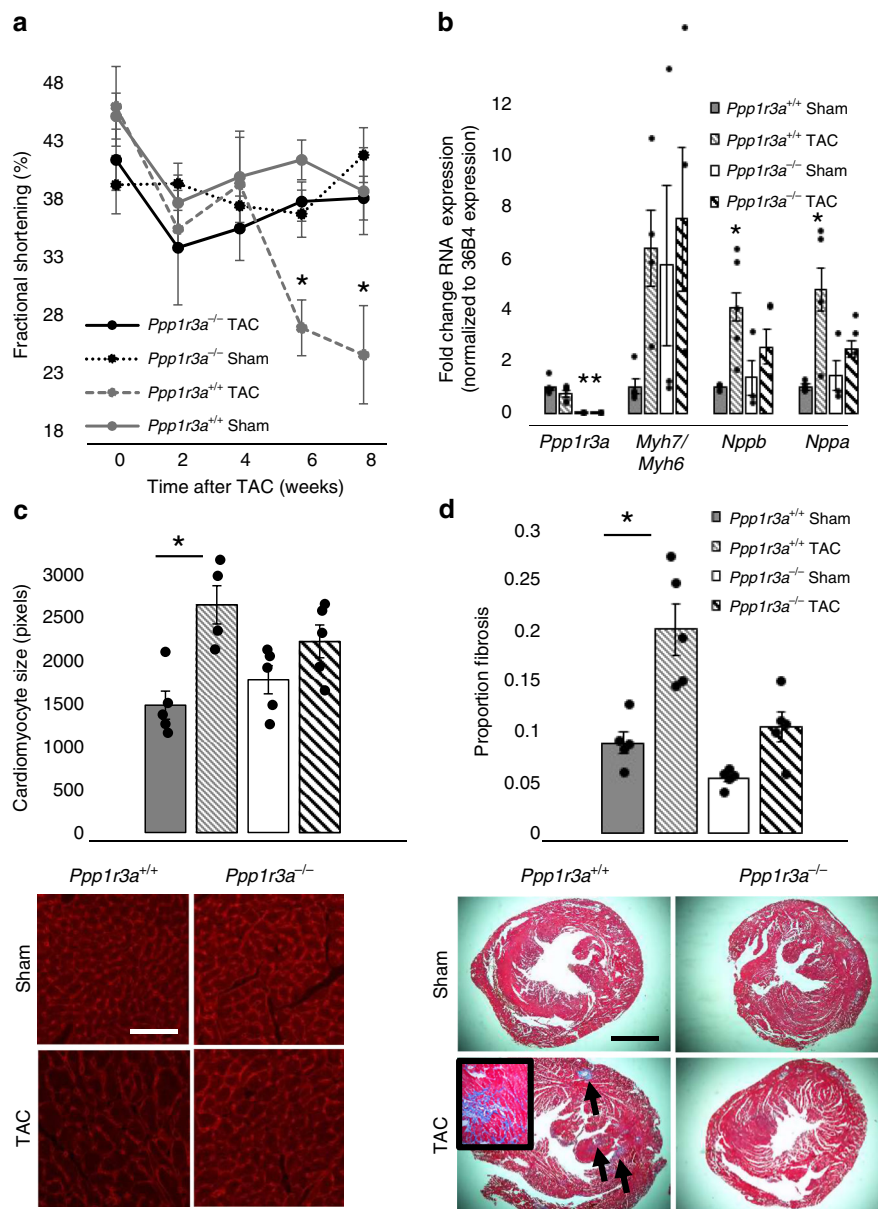 a
48
43
38
33
28
23
18
Fractional shortening (%)
* *
Ppp1r3a–/– TAC
Ppp1r3a–/– Sham
Ppp1r3a+/+ TAC
Ppp1r3a+/+ Sham
0 2 4 6 8
Time after TAC (weeks)
b
12
10
8
6
4
2
0
Fold change RNA expression
(normalized to 36B4 expression)
Ppp1r3a+/+ Sham
Ppp1r3a+/+ TAC
Ppp1r3a–/– Sham
Ppp1r3a–/– TAC
* *
**
Ppp1r3a Myh7/ Nppb Nppa
Myh6
c
*
3000
2500
2000
1500
1000
500
0
Cardiomyocyte size (pixels)
Ppp1r3a+/+ Ppp1r3a–/–
Sham
TAC
d
*
0.3
0.25
0.2
0.15
0.1
0.05
0
Proportion fibrosis
Ppp1r3a+/+ Sham
Ppp1r3a+/+ TAC
Ppp1r3a–/– Sham
Ppp1r3a–/– TAC
Ppp1r3a+/+ Ppp1r3a–/–
Sham
TAC